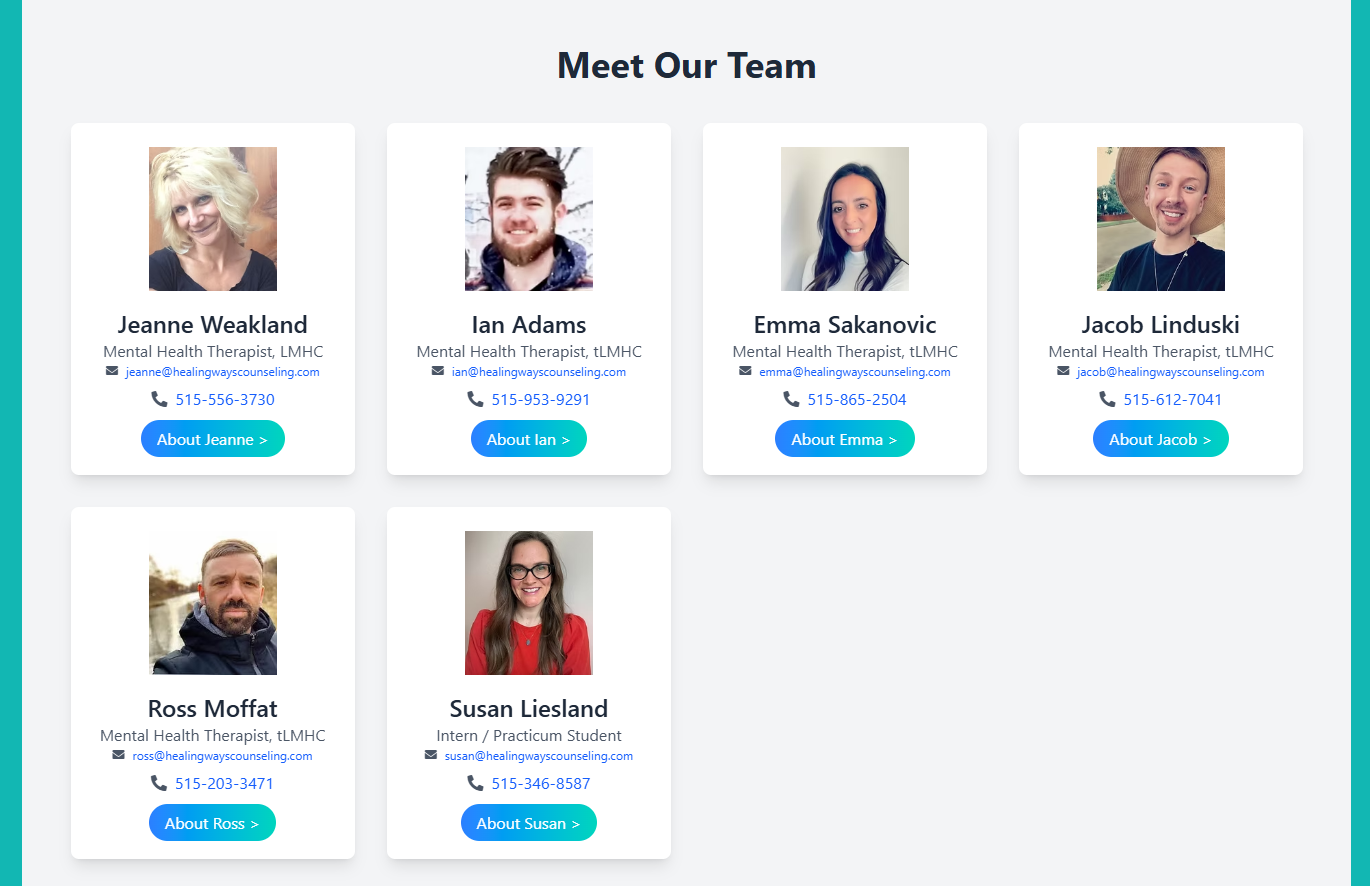 Meet Our Team
Jeanne Weakland
Mental Health Therapist, LMHC
jeanne@healingwayscounseling.com
515-556-3730
About Jeanne >
Ian Adams
Mental Health Therapist, tLMHC
ian@healingwayscounseling.com
515-953-9291
About Ian >
Emma Sakanovic
Mental Health Therapist, tLMHC
emma@healingwayscounseling.com
515-865-2504
About Emma >
Jacob Linduski
Mental Health Therapist, tLMHC
jacob@healingwayscounseling.com
515-612-7041
About Jacob >
Ross Moffat
Mental Health Therapist, tLMHC
ross@healingwayscounseling.com
515-203-3471
About Ross >
Susan Liesland
Intern / Practicum Student
susan@healingwayscounseling.com
515-346-8587
About Susan >